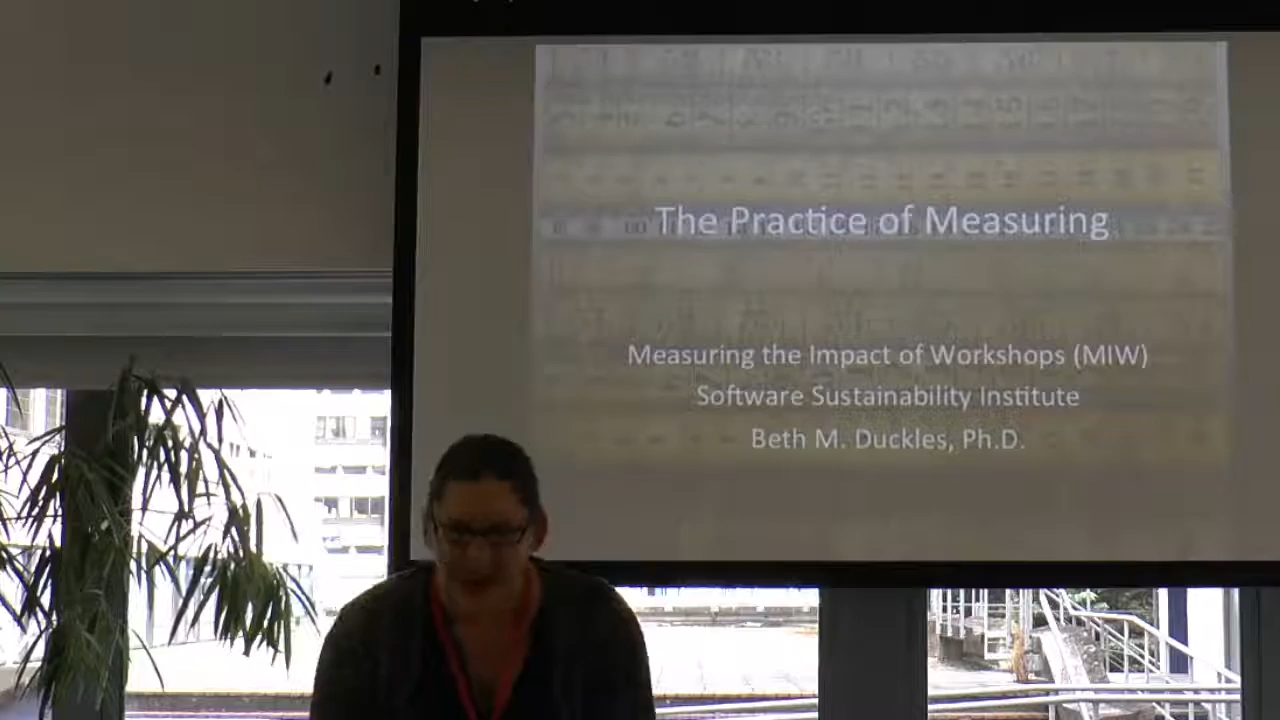 The Practice of Measuring
Measuring the Impact of Workshops (MIW)
Software Sustainability Institute
Beth M. Duckles, Ph.D.